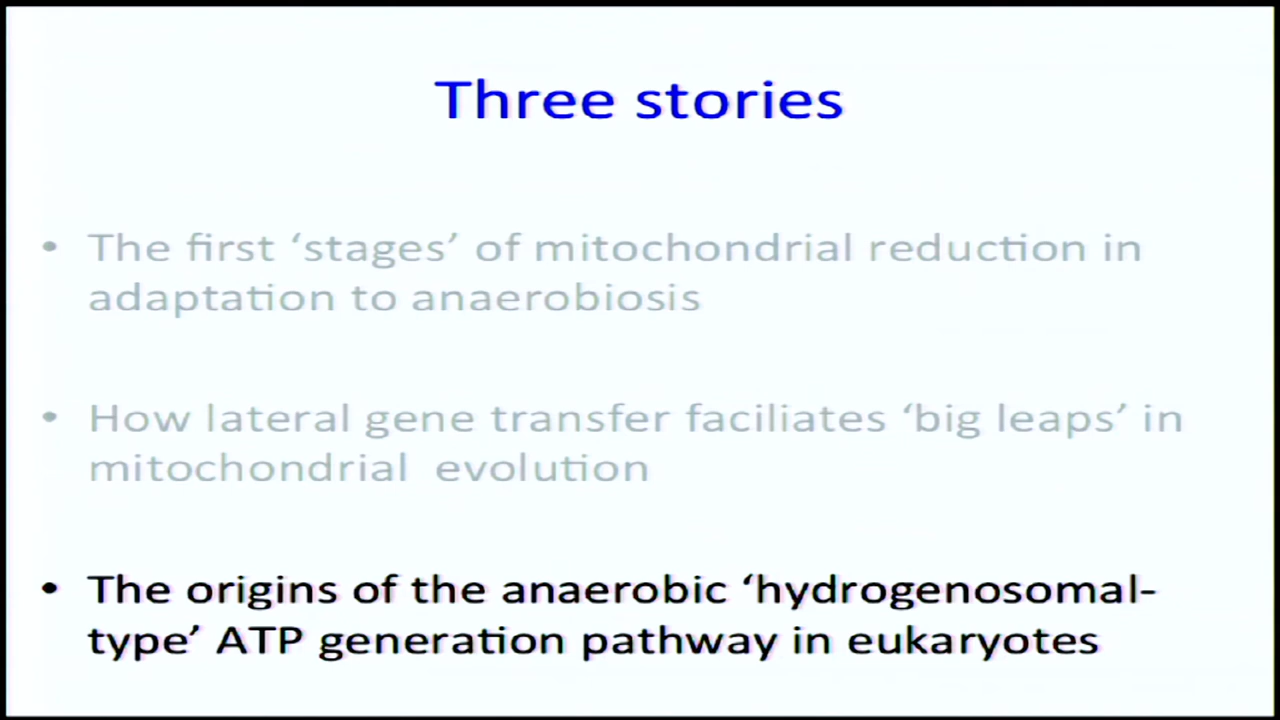 Three stories
• The first ‘stages’ of mitochondrial reduction in
adaptation to anaerobiosis
• How lateral gene transfer faciliates ‘big leaps’ in
mitochondrial evolution
• The origins of the anaerobic ‘hydrogenosomal-
type’ ATP generation pathway in eukaryotes